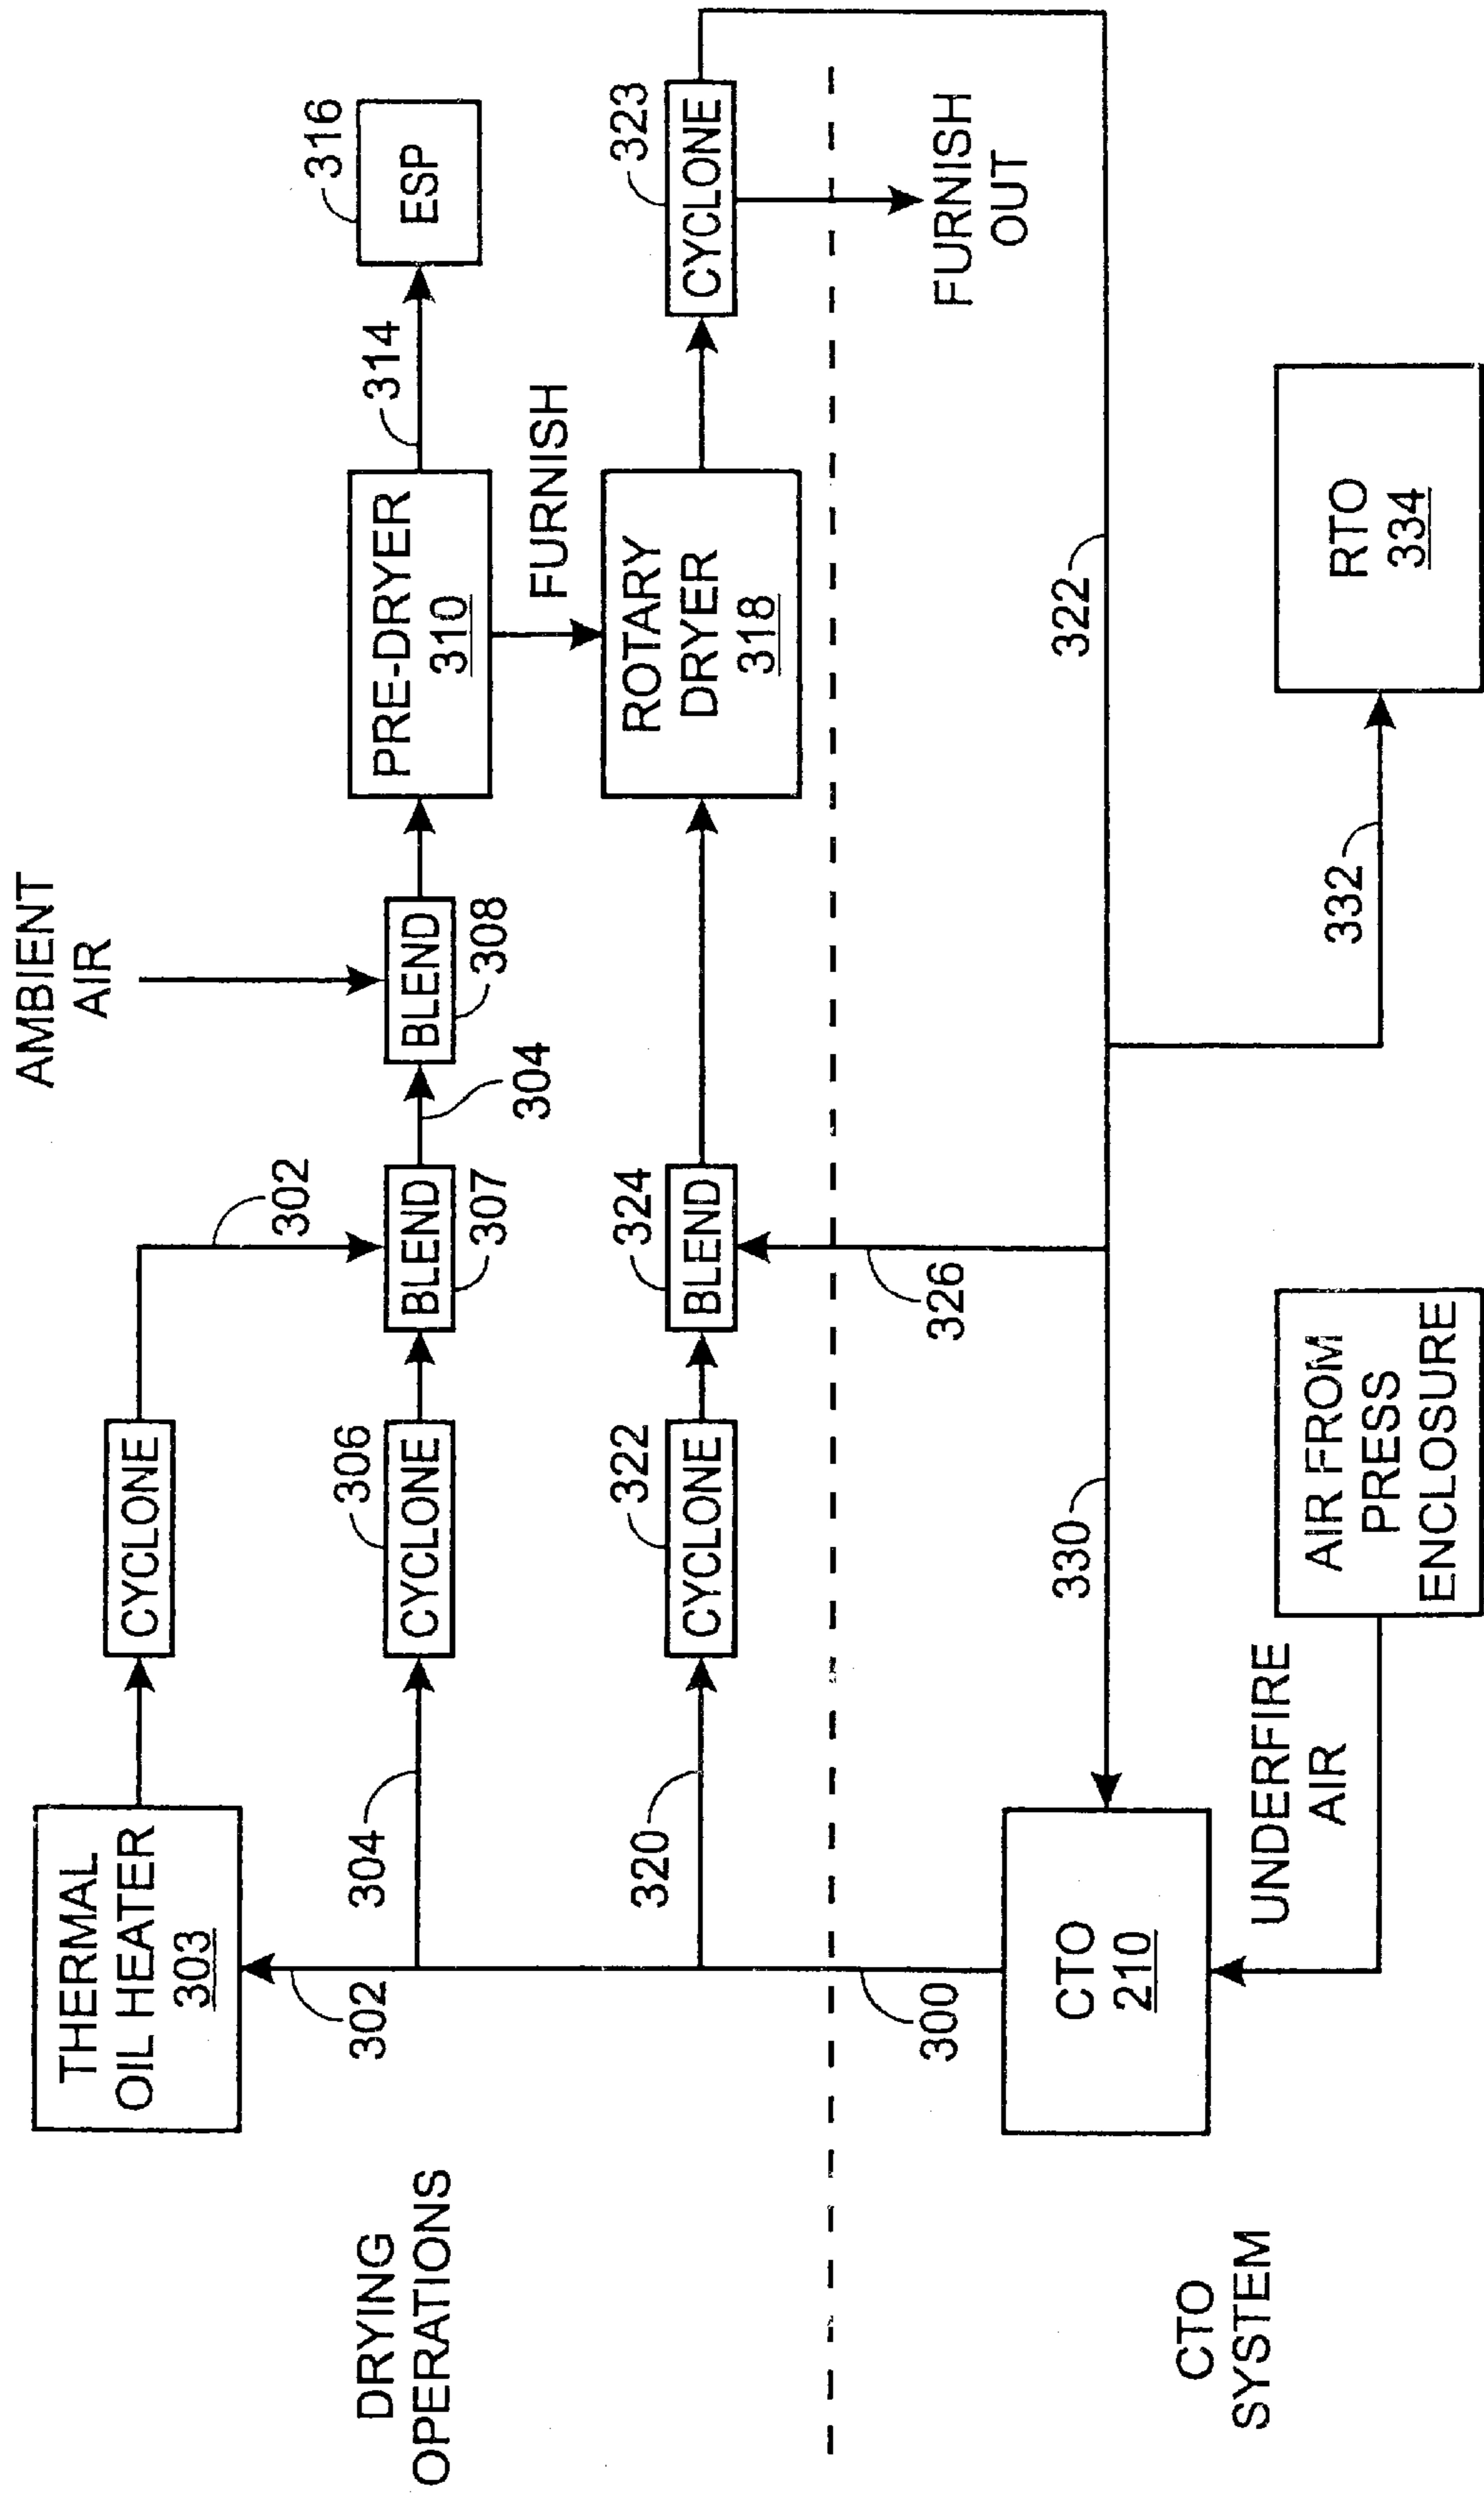 THERMAL
OIL HEATER
303
302
CYCLONE
302
AMBIENT
AIR
DRYING
OPERATIONS
304
306
CYCLONE
BLEND
307
304
BLEND
308
PRE-DRYER
310
314
316
ESP
FURNISH
320
322
CYCLONE
324
BLEND
ROTARY
DRYER
318
323
CYCLONE
FURNISH
OUT
300
326
CTO
SYSTEM
CTO
210
330
322
UNDERFIRE
AIR
AIR FROM
PRESS
ENCLOSURE
332
RTO
334